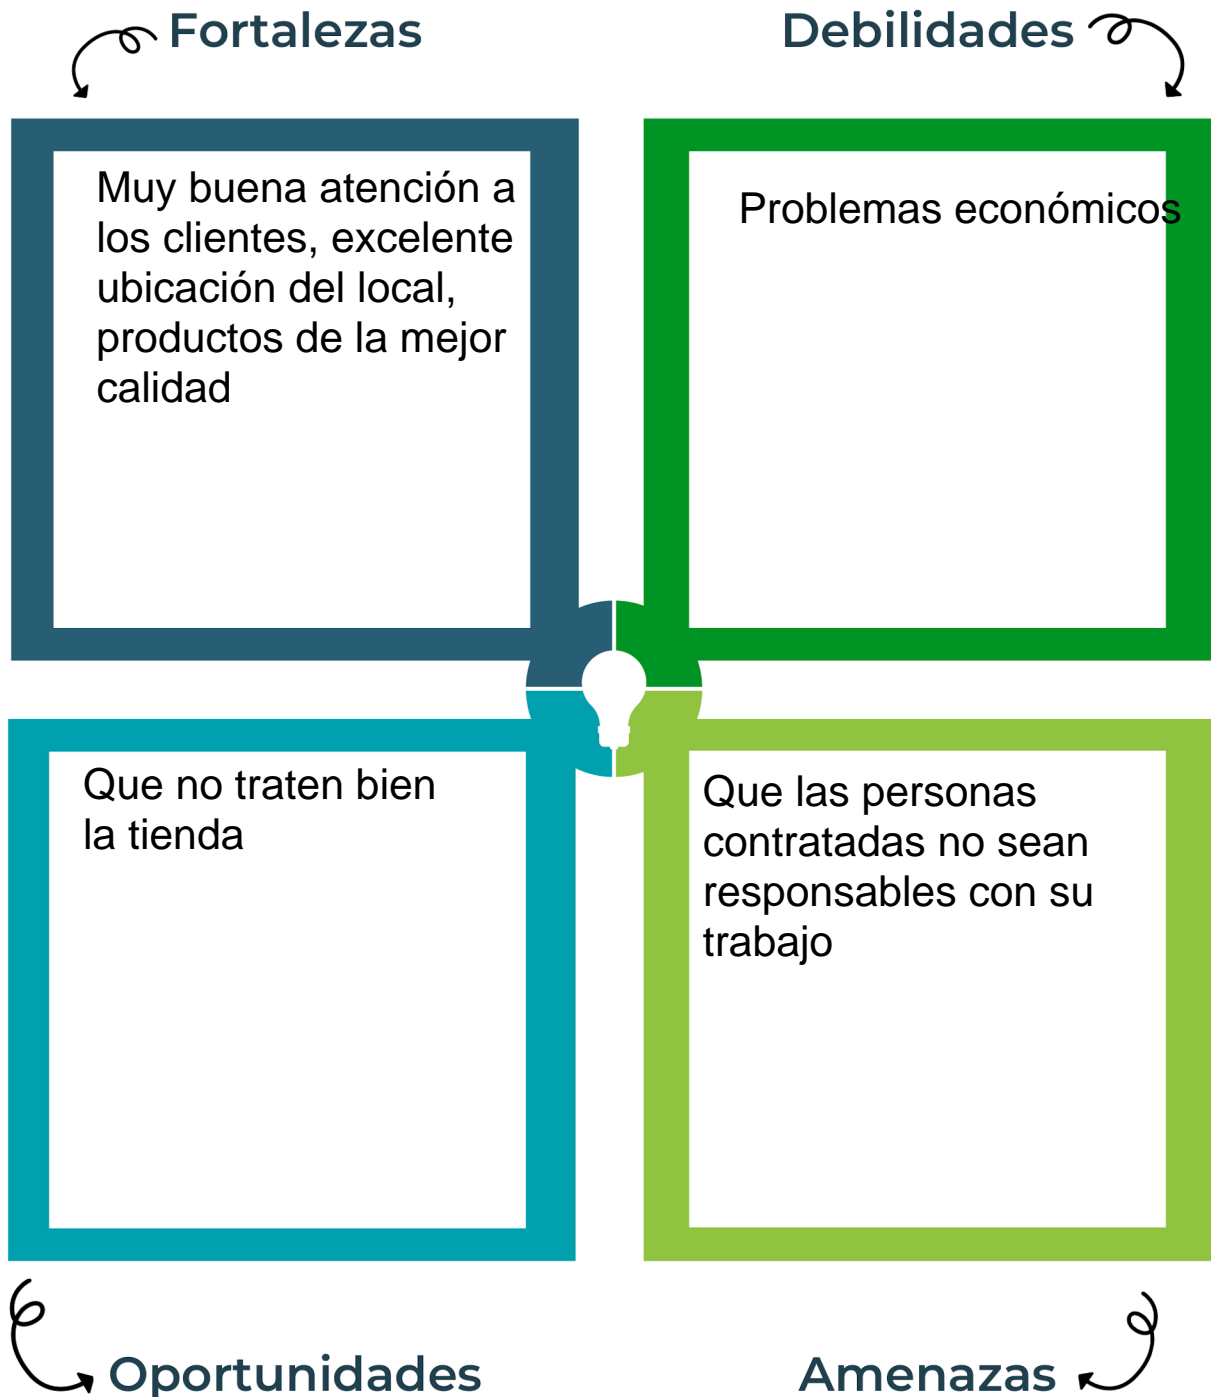 Fortalezas
Debilidades
Muy buena atención a
los clientes, excelente
ubicación del local,
productos de la mejor
calidad
Problemas económicos
Que no traten bien
la tienda
Que las personas
contratadas no sean
responsables con su
trabajo
Oportunidades
Amenazas